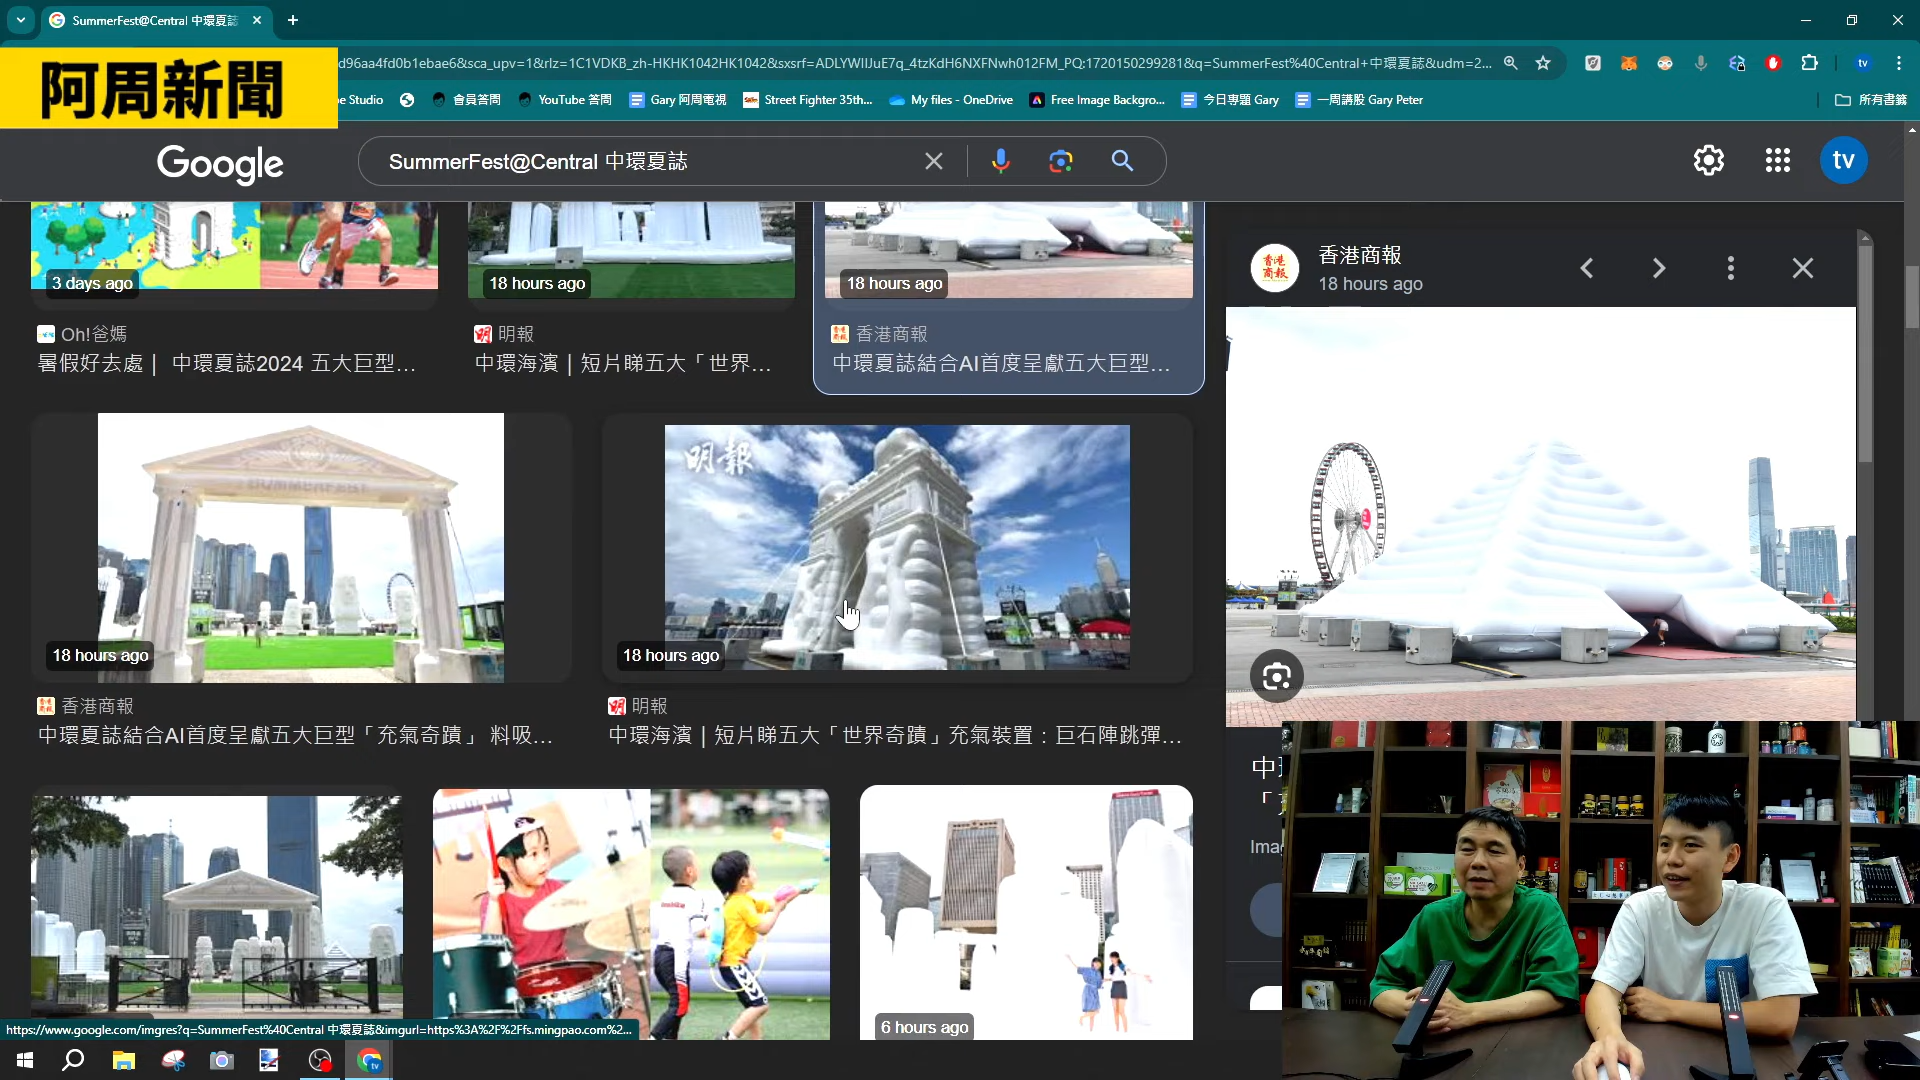 SummerFest@Central 中環夏誌
阿周新聞
d96aa4fd0b1ebae6&sca_upv=1&rlz=1C1VDKB_zh-HKHK1042HK1042&sxsrf=ADLYWIIJuE7q_4tzKdH6NXFNwh012FM_PQ:1720150299281&q=SummerFest%40Central+中環夏誌&udm=2...
be Studio
會員答問
YouTube 答問
Gary 阿周電視
Street Fighter 35th...
My files - OneDrive
Free Image Backgro...
今日專題 Gary
一周講股 Gary Peter
所有書籤
Google
SummerFest@Central 中環夏誌
tv
3 days ago
18 hours ago
18 hours ago
Oh!爸媽
暑假好去處｜ 中環夏誌2024 五大巨型...
明報
中環海濱｜短片睇五大「世界...
香港商報
中環夏誌結合AI首度呈獻五大巨型...
香港商報
18 hours ago
SUMMERFEST
18 hours ago
明報
18 hours ago
香港商報
中環夏誌結合AI首度呈獻五大巨型「充氣奇蹟」 料吸...
明報
中環海濱｜短片睇五大「世界奇蹟」充氣裝置：巨石陣跳彈...
6 hours ago
中
「
Ima
https://www.google.com/imgres?q=SummerFest%40Central 中環夏誌&imgurl=https%3A%2F%2Ffs.mingpao.com%2...